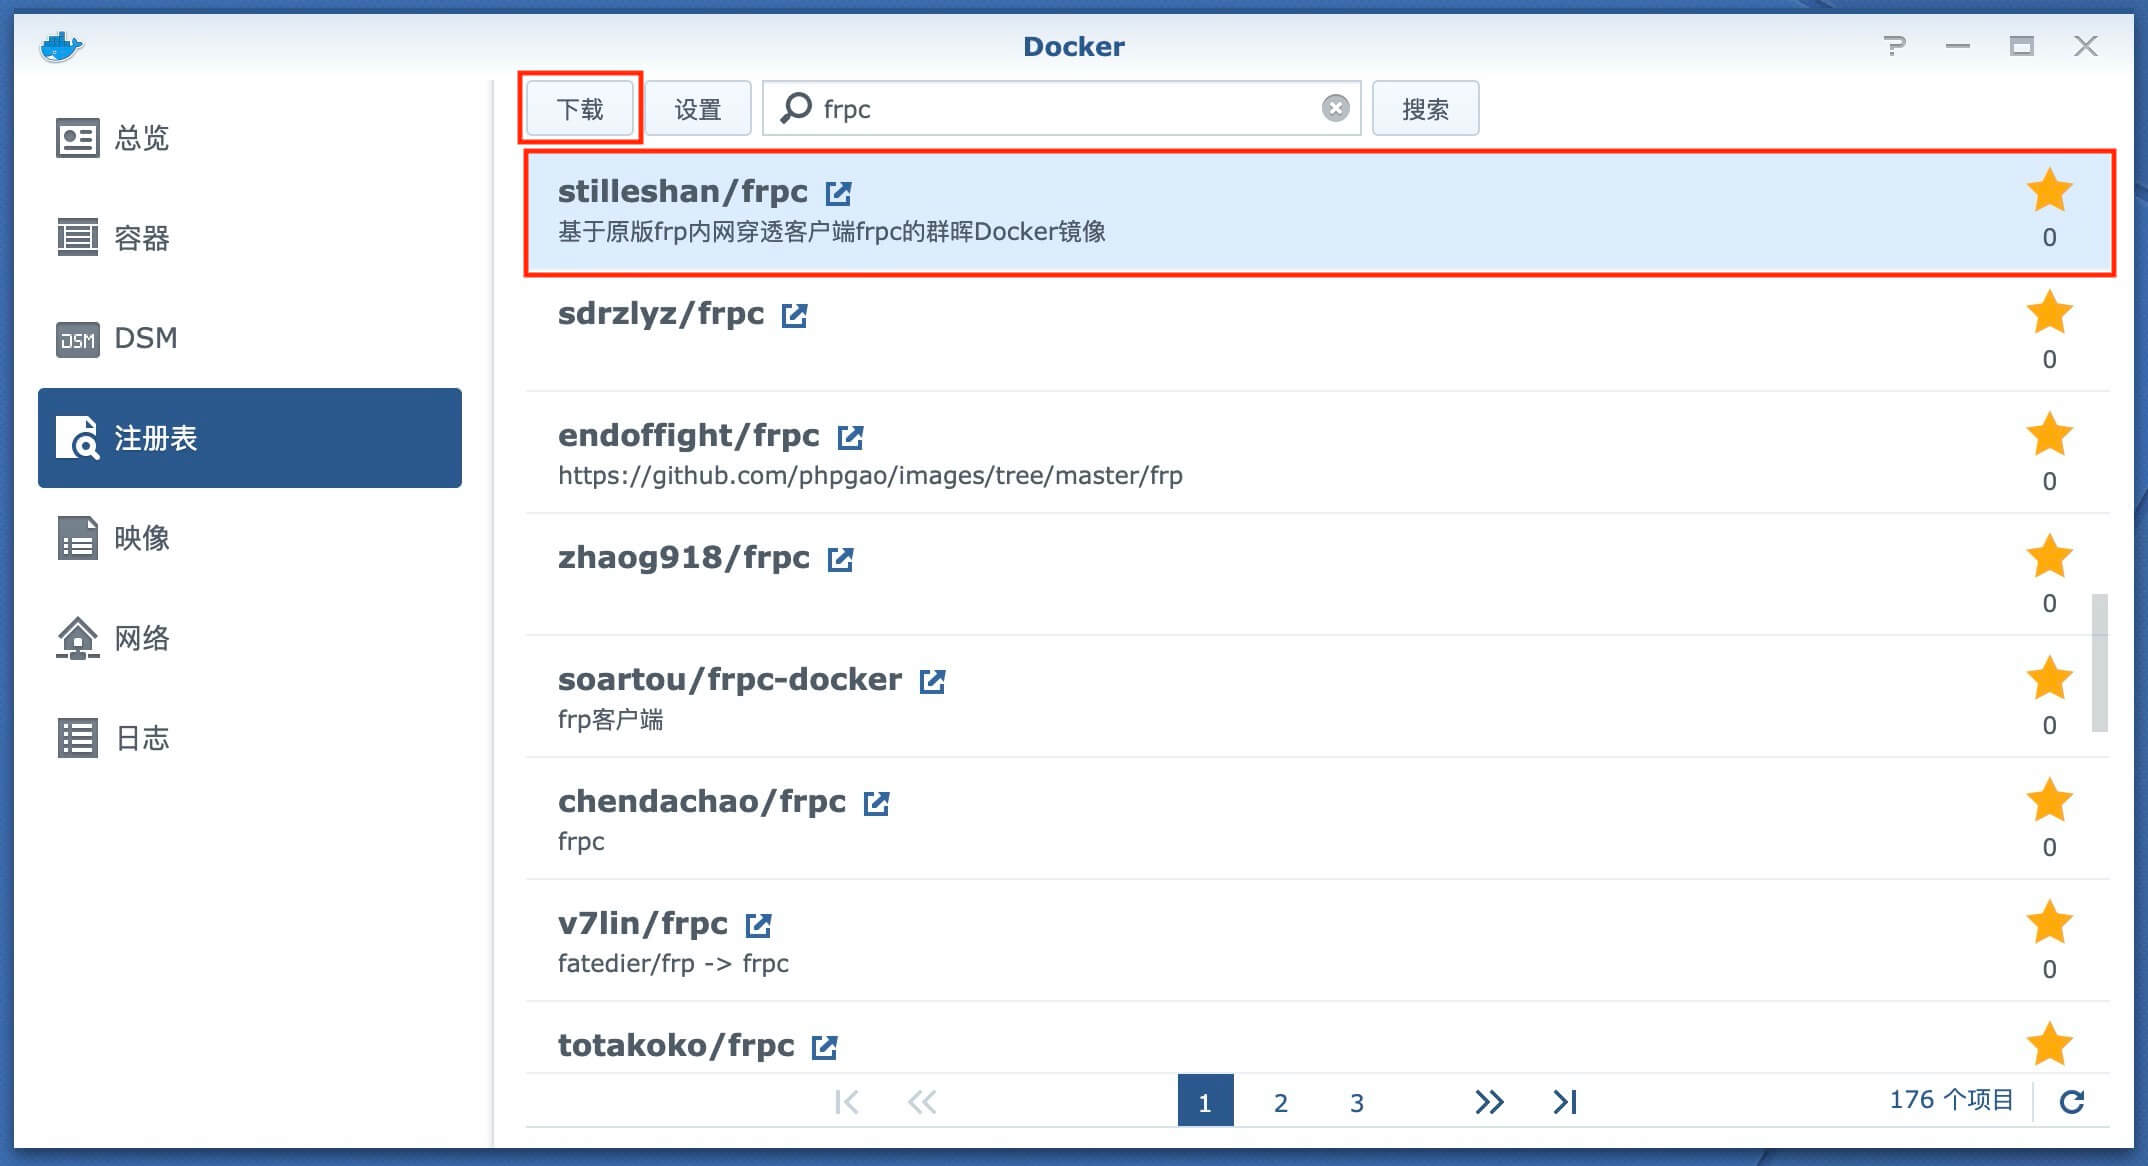 Docker
总览
容器
DSM
DSM
注册表
映像
网络
日志
下载
设置
frpc
搜索
stilleshan/frpc
基于原版frp内网穿透客户端frpc的群晖Docker镜像
0
sdrzlyz/frpc
0
endoffight/frpc
https://github.com/phpgao/images/tree/master/frp
0
zhaog918/frpc
0
soartou/frpc-docker
frp客户端
0
chendachao/frpc
frpc
0
v7lin/frpc
fatedier/frp -> frpc
0
totakoko/frpc
1 2 3
176 个项目